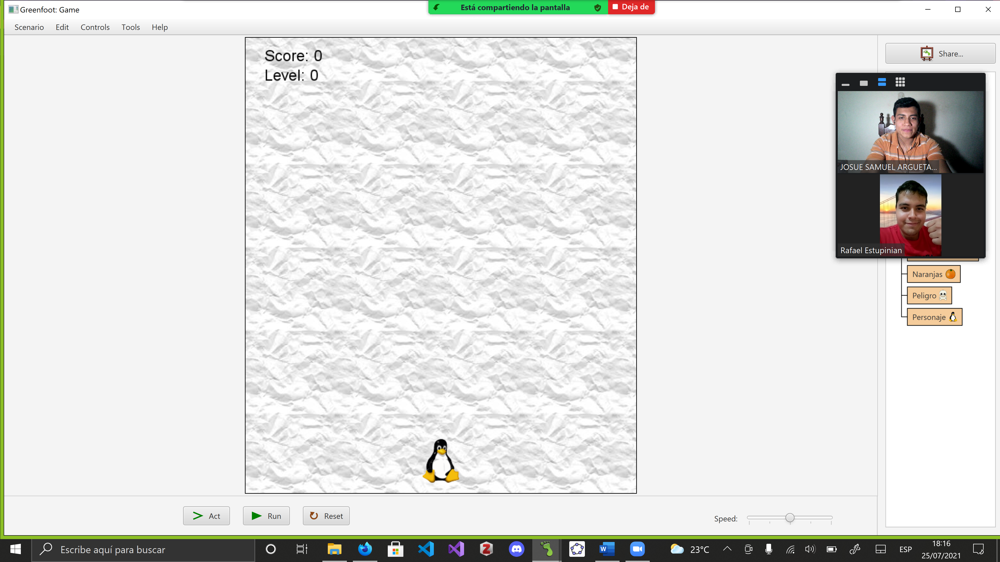 Greenfoot: Game
Está compartiendo la pantalla
Deja de
Scenario Edit Controls Tools Help
Score: 0
Level: 0
Share...
JOSUE SAMUEL ARGUETA...
Rafael Estupinian
Naranjas
Peligro
Personaje
Act
Run
Reset
Speed:
Escribe aquí para buscar
23°C
ESP
18:16
25/07/2021